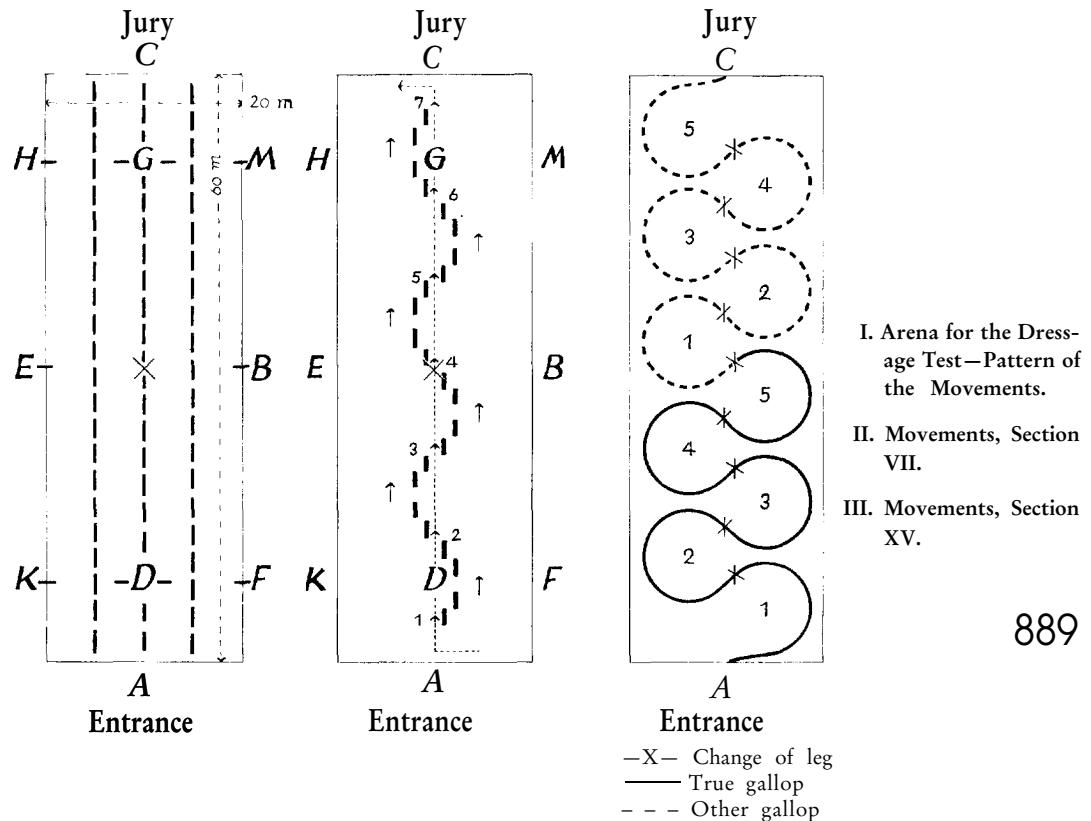 Jury
C
20 m
60 m
H
G
M
E
B
K
D
F
A
Entrance
Jury
C
7
H
G
M
6
5
E
4
B
3
2
K
D
F
1
A
Entrance
Jury
C
5
4
3
2
1
5
4
3
2
1
A
Entrance
—X— Change of leg
True gallop
Other gallop
I. Arena for the Dress-
age Test—Pattern of
the Movements.
II. Movements, Section
VII.
III. Movements, Section
XV.
889